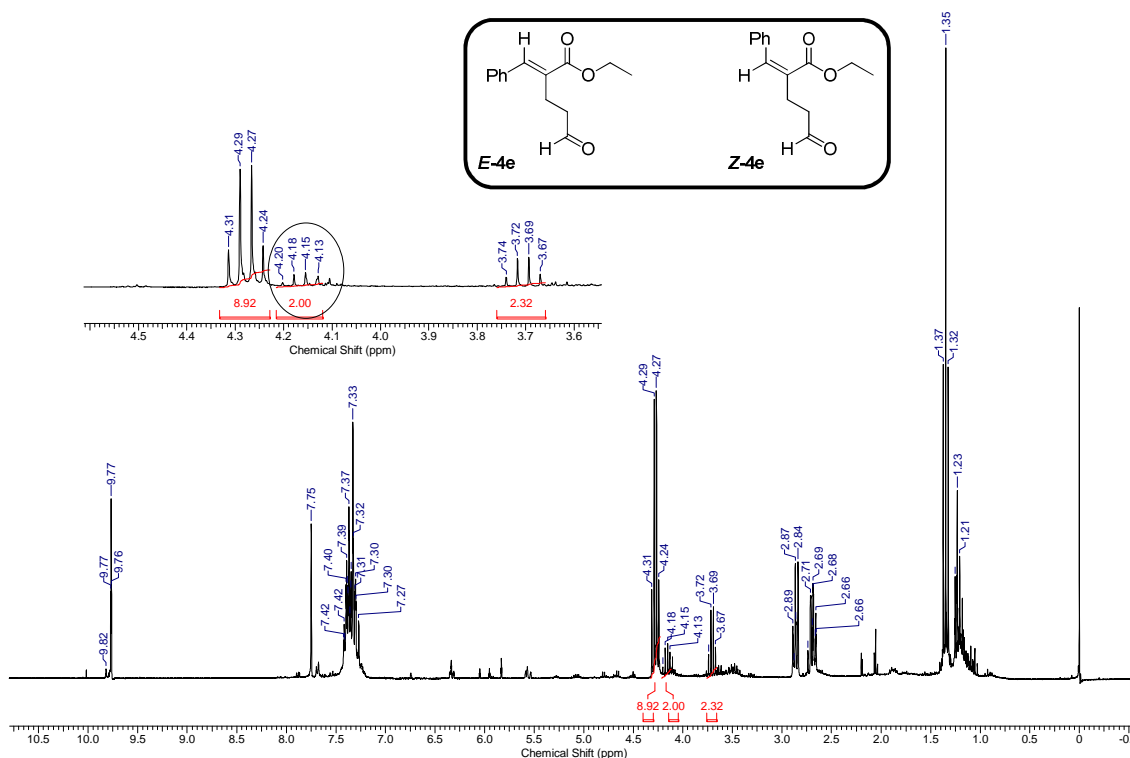 1.35
H
O
Ph
O
E-4e
H
O
Ph
O
H
O
Z-4e
H
O
4.31
4.29
4.27
4.24
4.20
4.18
4.15
4.13
3.74
3.72
3.69
3.67
8.92
2.00
2.32
4.5 4.4 4.3 4.2 4.1 4.0 3.9 3.8 3.7 3.6
Chemical Shift (ppm)
9.82
9.77
9.77
9.76
7.75
7.42
7.42
7.40
7.39
7.37
7.33
7.32
7.31
7.30
7.30
7.27
4.31
4.29
4.27
4.24
4.18
4.15
4.13
3.72
3.69
3.67
2.89
2.87
2.84
2.71
2.69
2.68
2.66
2.66
1.37
1.32
1.23
1.21
8.92 2.00 2.32
10.5 10.0 9.5 9.0 8.5 8.0 7.5 7.0 6.5 6.0 5.5 5.0 4.5 4.0 3.5 3.0 2.5 2.0 1.5 1.0 0.5 0 -0
Chemical Shift (ppm)